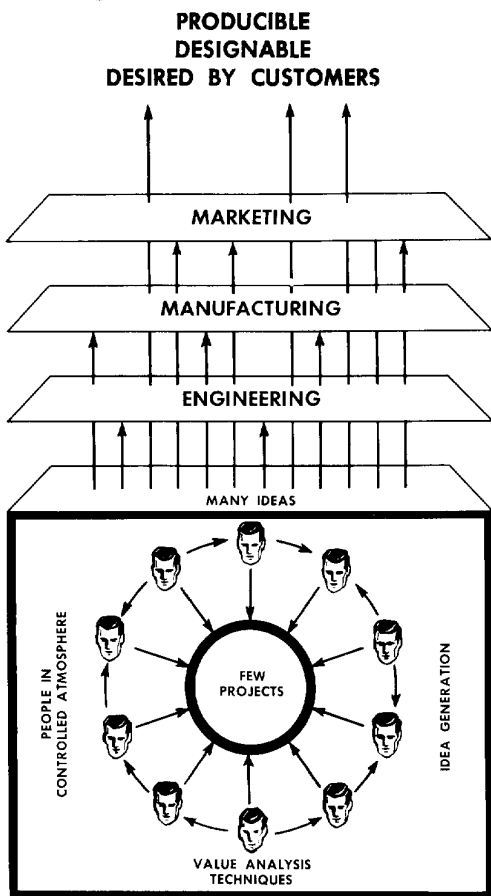 PRODUCIBLE
DESIGNABLE
DESIRED BY CUSTOMERS
MARKETING
MANUFACTURING
ENGINEERING
MANY IDEAS
PEOPLE IN
CONTROLLED ATMOSPHERE
FEW
PROJECTS
IDEA GENERATION
VALUE ANALYSIS
TECHNIQUES